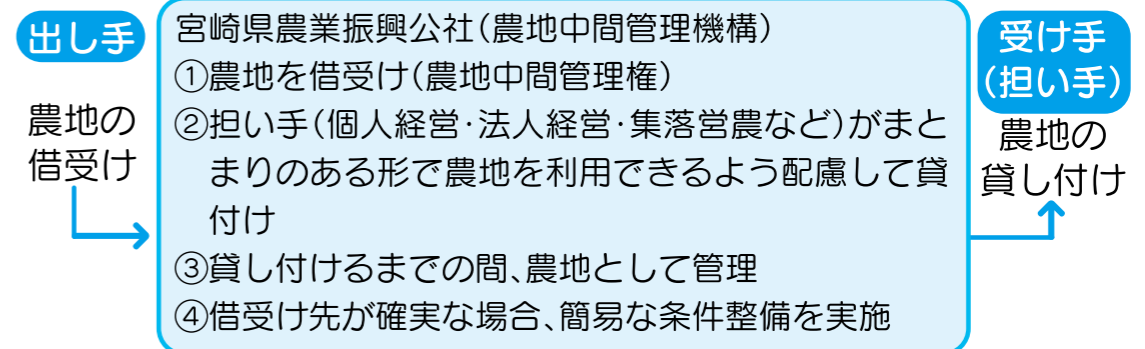 出し手
農地の
借受け
宮崎県農業振興公社(農地中間管理機構)
①農地を借受け(農地中間管理権)
②担い手(個人経営·法人経営·集落営農など)がまと
まりのある形で農地を利用できるよう配慮して貸
付け
③貸し付けるまでの間、農地として管理
④借受け先が確実な場合、簡易な条件整備を実施
受け手
(担い手)
農地の
貸し付け